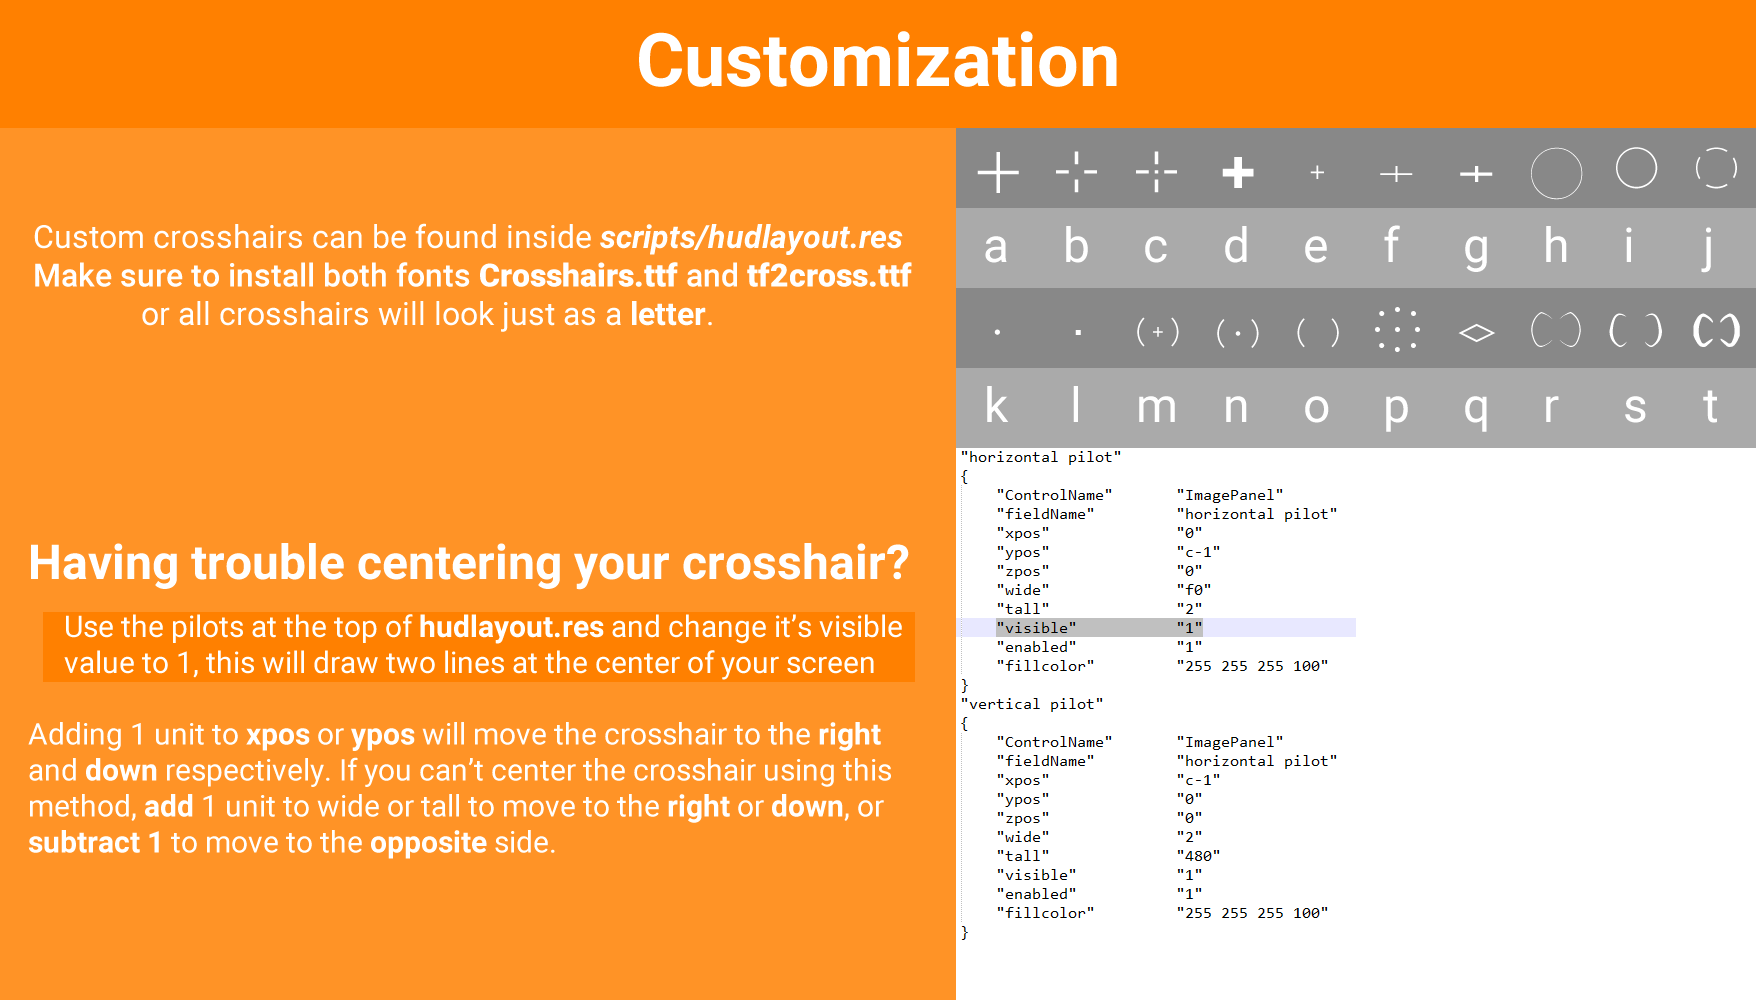 Customization
Custom crosshairs can be found inside scripts/hudlayout.res
Make sure to install both fonts Crosshairs.ttf and tf2cross.ttf
or all crosshairs will look just as a letter.
Having trouble centering your crosshair?
Use the pilots at the top of hudlayout.res and change it’s visible
value to 1, this will draw two lines at the center of your screen
Adding 1 unit to xpos or ypos will move the crosshair to the right
and down respectively. If you can’t center the crosshair using this
method, add 1 unit to wide or tall to move to the right or down, or
subtract 1 to move to the opposite side.
a b c d e f g h i j
k l m n o p q r s t
"horizontal pilot"
{
"ControlName" "ImagePanel"
"fieldName" "horizontal pilot"
"xpos" "0"
"ypos" "c-1"
"zpos" "0"
"wide" "f0"
"tall" "2"
"visible" "1"
"enabled" "1"
"fillcolor" "255 255 255 100"
}
"vertical pilot"
{
"ControlName" "ImagePanel"
"fieldName" "horizontal pilot"
"xpos" "c-1"
"ypos" "0"
"zpos" "0"
"wide" "2"
"tall" "480"
"visible" "1"
"enabled" "1"
"fillcolor" "255 255 255 100"
}